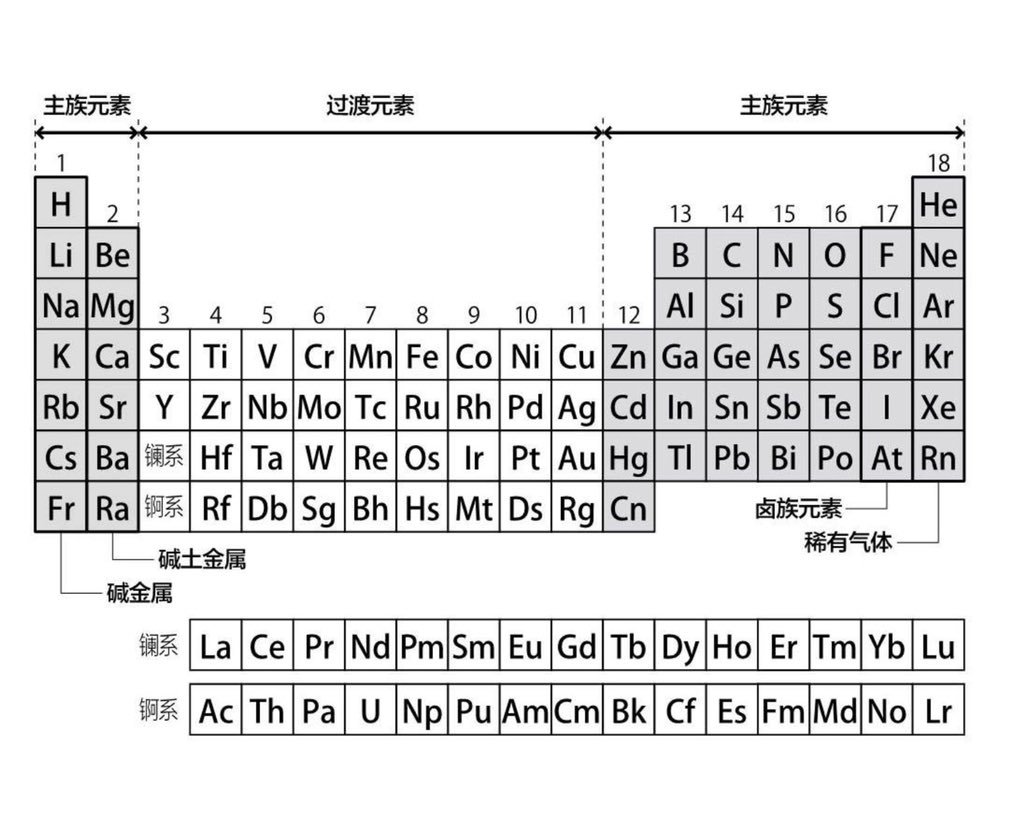 主族元素 过渡元素 主族元素
1 18
H He
2 13 14 15 16 17
Li Be B C N O F Ne
Na Mg Al Si P S Cl Ar
3 4 5 6 7 8 9 10 11 12
K Ca Sc Ti V Cr Mn Fe Co Ni Cu Zn Ga Ge As Se Br Kr
Rb Sr Y Zr Nb Mo Tc Ru Rh Pd Ag Cd In Sn Sb Te I Xe
Cs Ba 镧系 Hf Ta W Re Os Ir Pt Au Hg Tl Pb Bi Po At Rn
Fr Ra 锕系 Rf Db Sg Bh Hs Mt Ds Rg Cn
卤族元素
稀有气体
碱土金属
碱金属
镧系 La Ce Pr Nd Pm Sm Eu Gd Tb Dy Ho Er Tm Yb Lu
锕系 Ac Th Pa U Np Pu Am Cm Bk Cf Es Fm Md No Lr